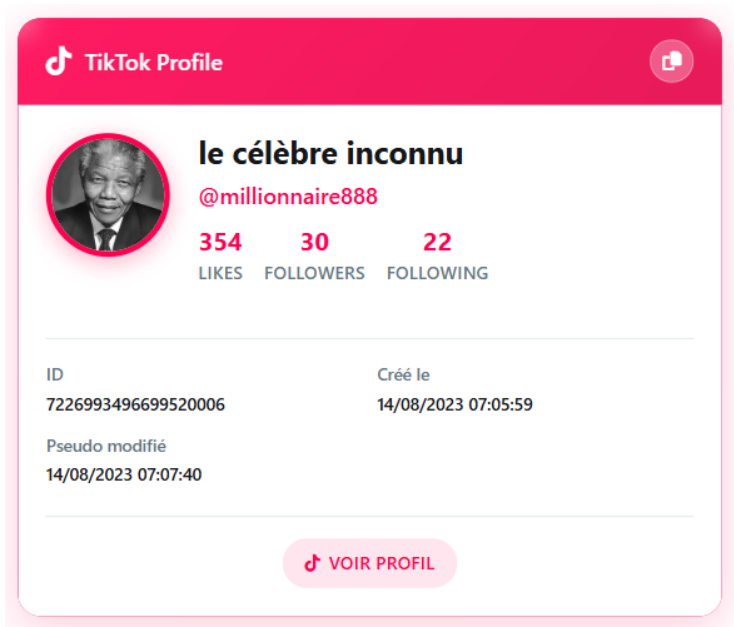 TikTok Profile
le célèbre inconnu
@millionnaire888
354 30 22
LIKES FOLLOWERS FOLLOWING
ID Créé le
7226993496699520006 14/08/2023 07:05:59
Pseudo modifié
14/08/2023 07:07:40
VOIR PROFIL